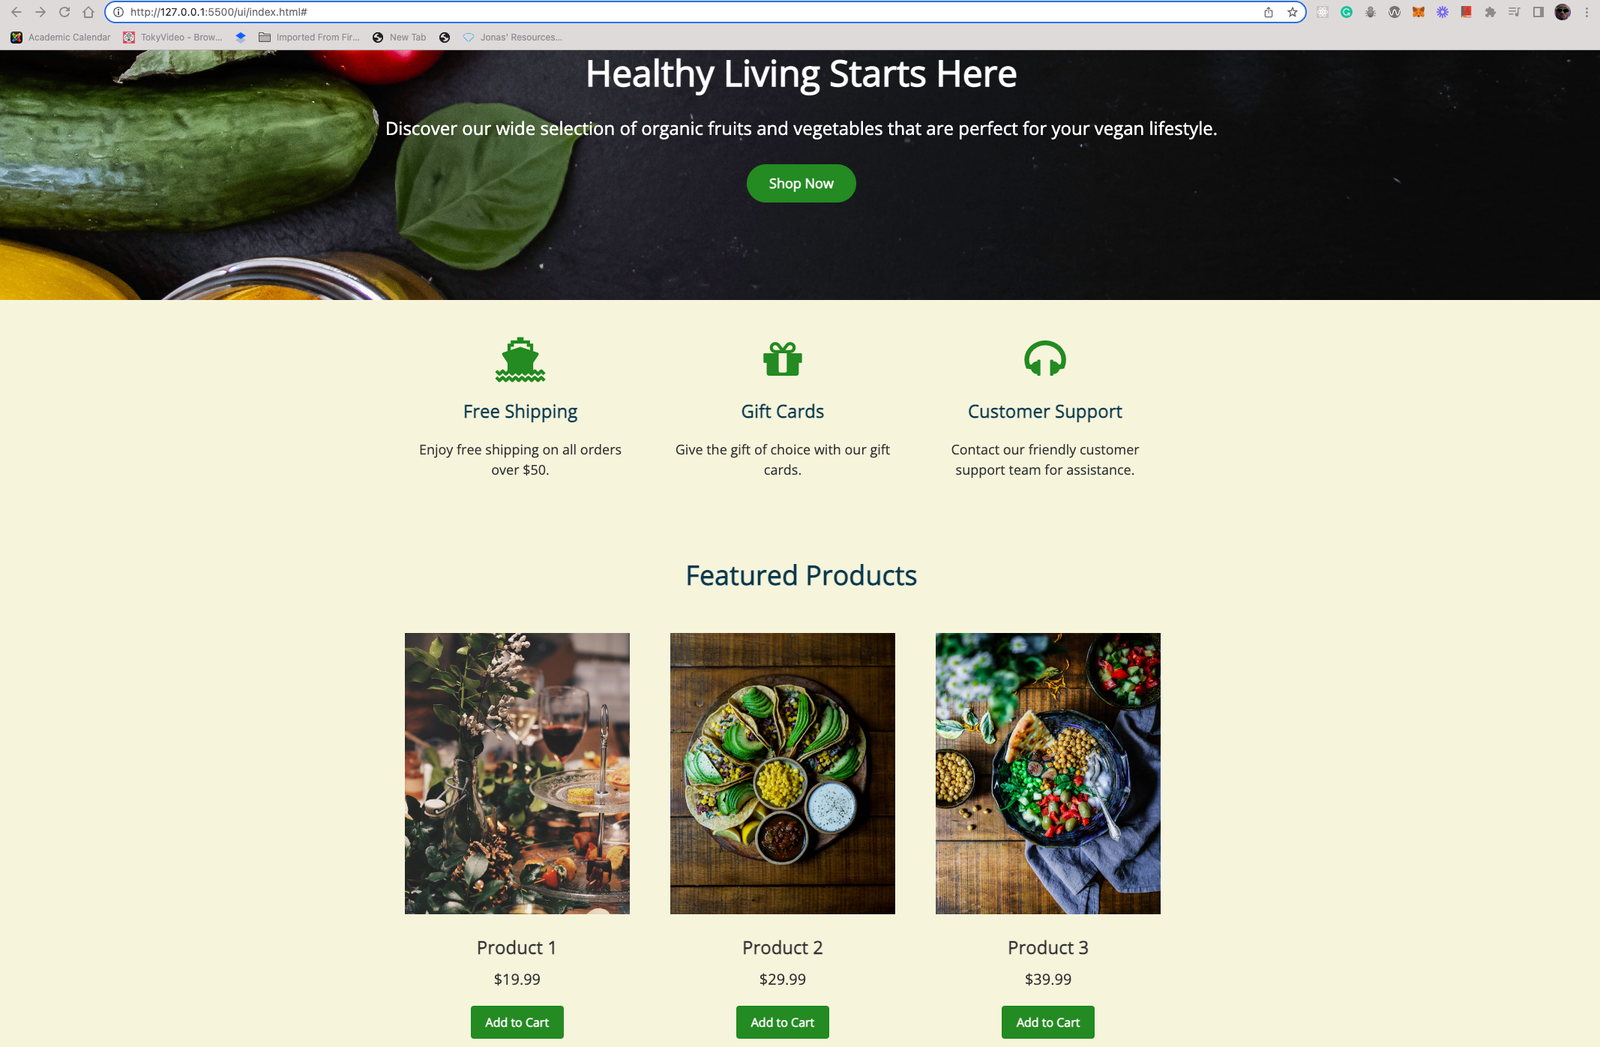 http://127.0.0.1:5500/ui/index.html#
Academic Calendar
TokyVideo - Brow...
Imported From Fir...
New Tab
Jonas' Resources...
Healthy Living Starts Here
Discover our wide selection of organic fruits and vegetables that are perfect for your vegan lifestyle.
Shop Now
Free Shipping
Enjoy free shipping on all orders
over $50.
Gift Cards
Give the gift of choice with our gift
cards.
Customer Support
Contact our friendly customer
support team for assistance.
Featured Products
Product 1
$19.99
Add to Cart
Product 2
$29.99
Add to Cart
Product 3
$39.99
Add to Cart